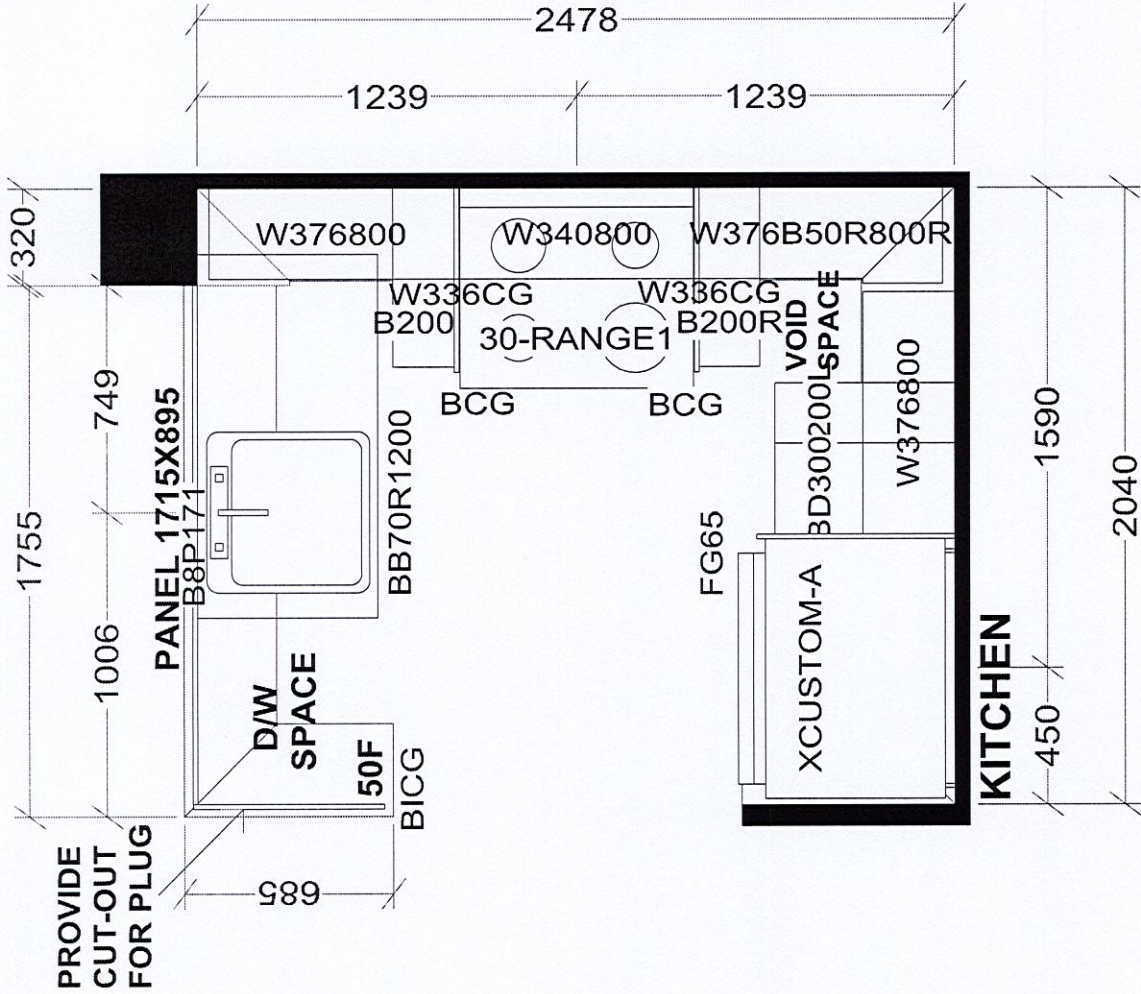 2478
1239
1239
320
1755
749
1006
PANEL 1715X895
B8P171
W376800
W340800
W376B50R800R
W336CG
B200
W336CG
B200R
30-RANGE1
VOID
SPACE
BCG
BCG
BB70R1200
BD300200L
W376800
FG65
D/W
SPACE
50F
BICG
XCUSTOM-A
685
PROVIDE
CUT-OUT
FOR PLUG
KITCHEN
1590
450
2040